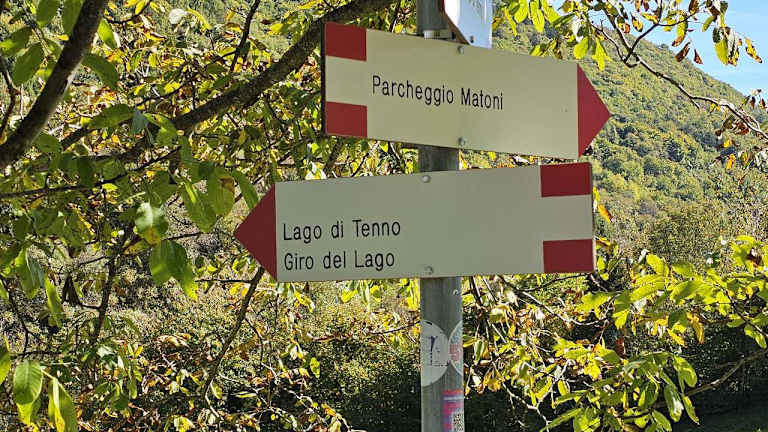 Parcheggio Matoni
Lago di Tenno
Giro del Lago